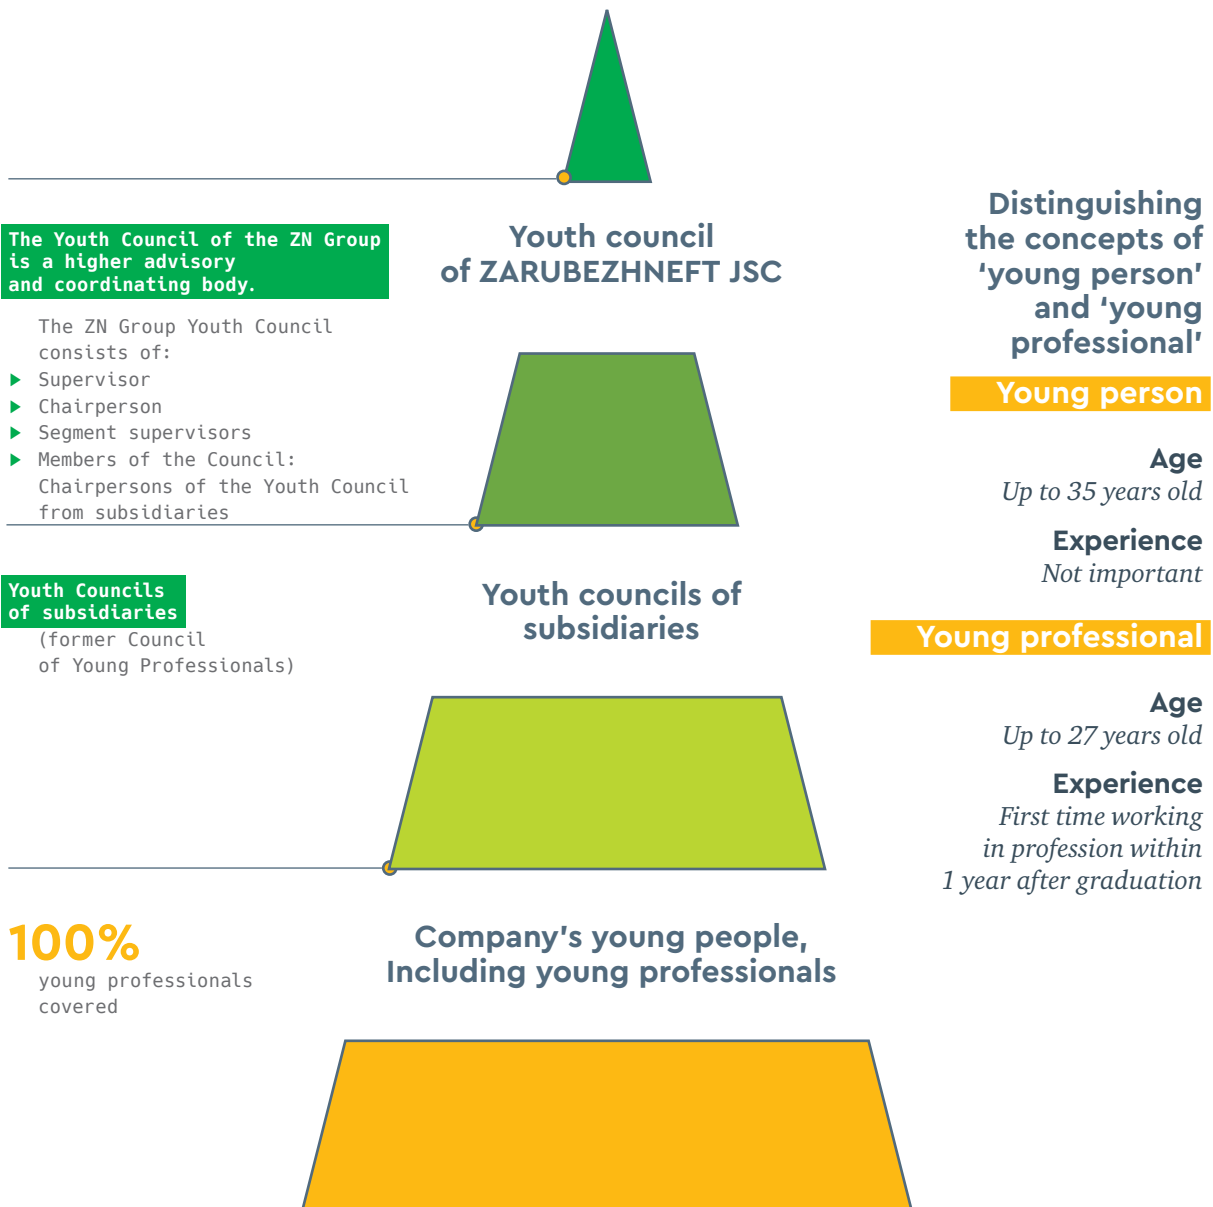 The Youth Council of the ZN Group
is a higher advisory
and coordinating body.
The ZN Group Youth Council
consists of:
Supervisor
Chairperson
Segment supervisors
Members of the Council:
Chairpersons of the Youth Council
from subsidiaries
Youth Councils
of subsidiaries
(former Council
of Young Professionals)
100%
young professionals
covered
Youth council
of ZARUBEZHNEFT JSC
Youth councils of
subsidiaries
Company's young people,
Including young professionals
Distinguishing
the concepts of
‘young person’
and ‘young
professional’
Young person
Age
Up to 35 years old
Experience
Not important
Young professional
Age
Up to 27 years old
Experience
First time working
in profession within
1 year after graduation